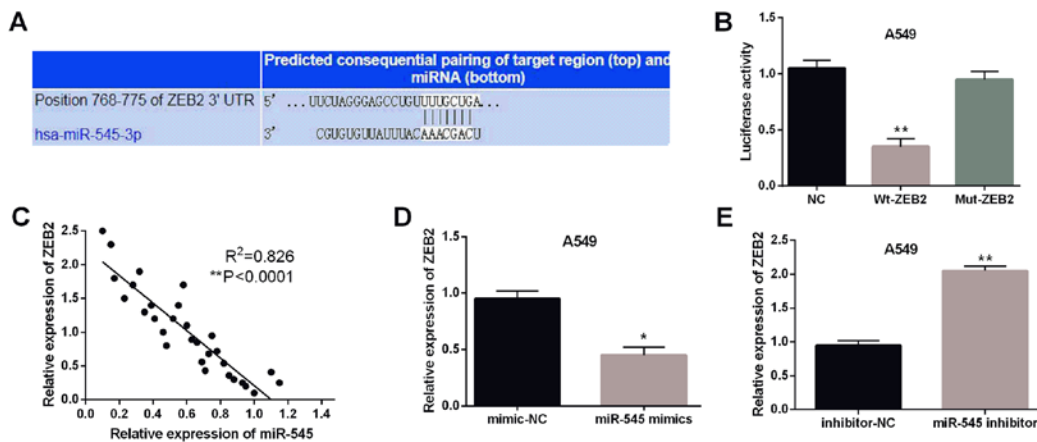 A
Predicted consequential pairing of target region (top) and
miRNA (bottom)
Position 768-775 of ZEB2 3' UTR 5' ...UUCUAGGGAGCCUGUUUUGCUGA...
hsa-miR-545-3p 3' CGUGUGUUAUUUACAAACGACU
B
A549
Luciferase activity
1.5
1.0
0.5
0.0
**
NC Wt-ZEB2 Mut-ZEB2
C
Relative expression of ZEB2
2.5
2.0
1.5
1.0
0.5
0.0
R²=0.826
**P<0.0001
0.0 0.2 0.4 0.6 0.8 1.0 1.2 1.4
Relative expression of miR-545
D
A549
Relative expression of ZEB2
1.5
1.0
0.5
0.0
*
mimic-NC miR-545 mimics
E
A549
Relative expression of ZEB2
2.5
2.0
1.5
1.0
0.5
0.0
**
inhibitor-NC miR-545 inhibitor